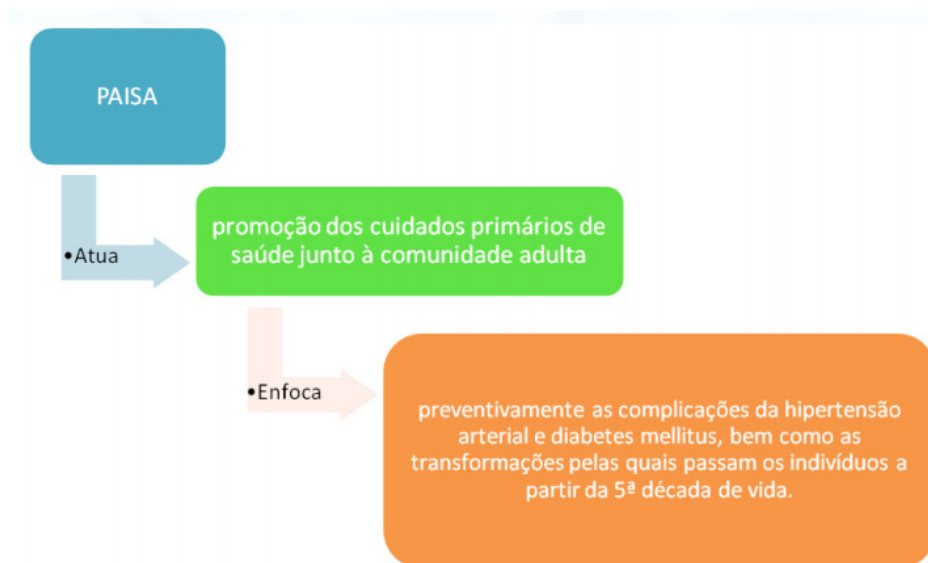 PAISA
•Atua
promoção dos cuidados primários de
saúde junto à comunidade adulta
•Enfoca
preventivamente as complicações da hipertensão
arterial e diabetes mellitus, bem como as
transformações pelas quais passam os indivíduos a
partir da 5ª década de vida.